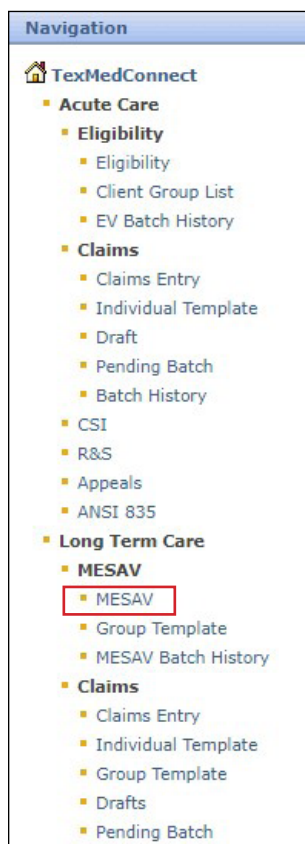 Navigation
TexMedConnect
Acute Care
Eligibility
Eligibility
Client Group List
EV Batch History
Claims
Claims Entry
Individual Template
Draft
Pending Batch
Batch History
CSI
R&S
Appeals
ANSI 835
Long Term Care
MESAV
MESAV
Group Template
MESAV Batch History
Claims
Claims Entry
Individual Template
Group Template
Drafts
Pending Batch